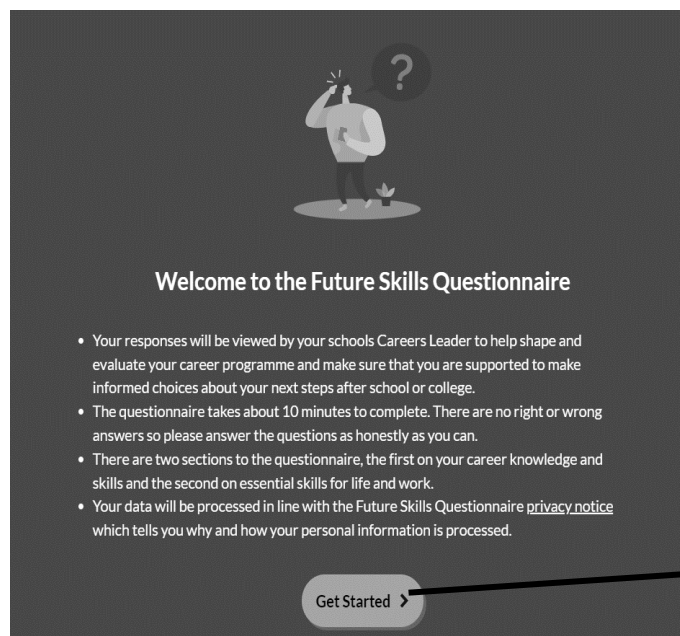 ?
Welcome to the Future Skills Questionnaire
• Your responses will be viewed by your schools Careers Leader to help shape and
evaluate your career programme and make sure that you are supported to make
informed choices about your next steps after school or college.
• The questionnaire takes about 10 minutes to complete. There are no right or wrong
answers so please answer the questions as honestly as you can.
• There are two sections to the questionnaire, the first on your career knowledge and
skills and the second on essential skills for life and work.
• Your data will be processed in line with the Future Skills Questionnaire privacy notice
which tells you why and how your personal information is processed.
Get Started >